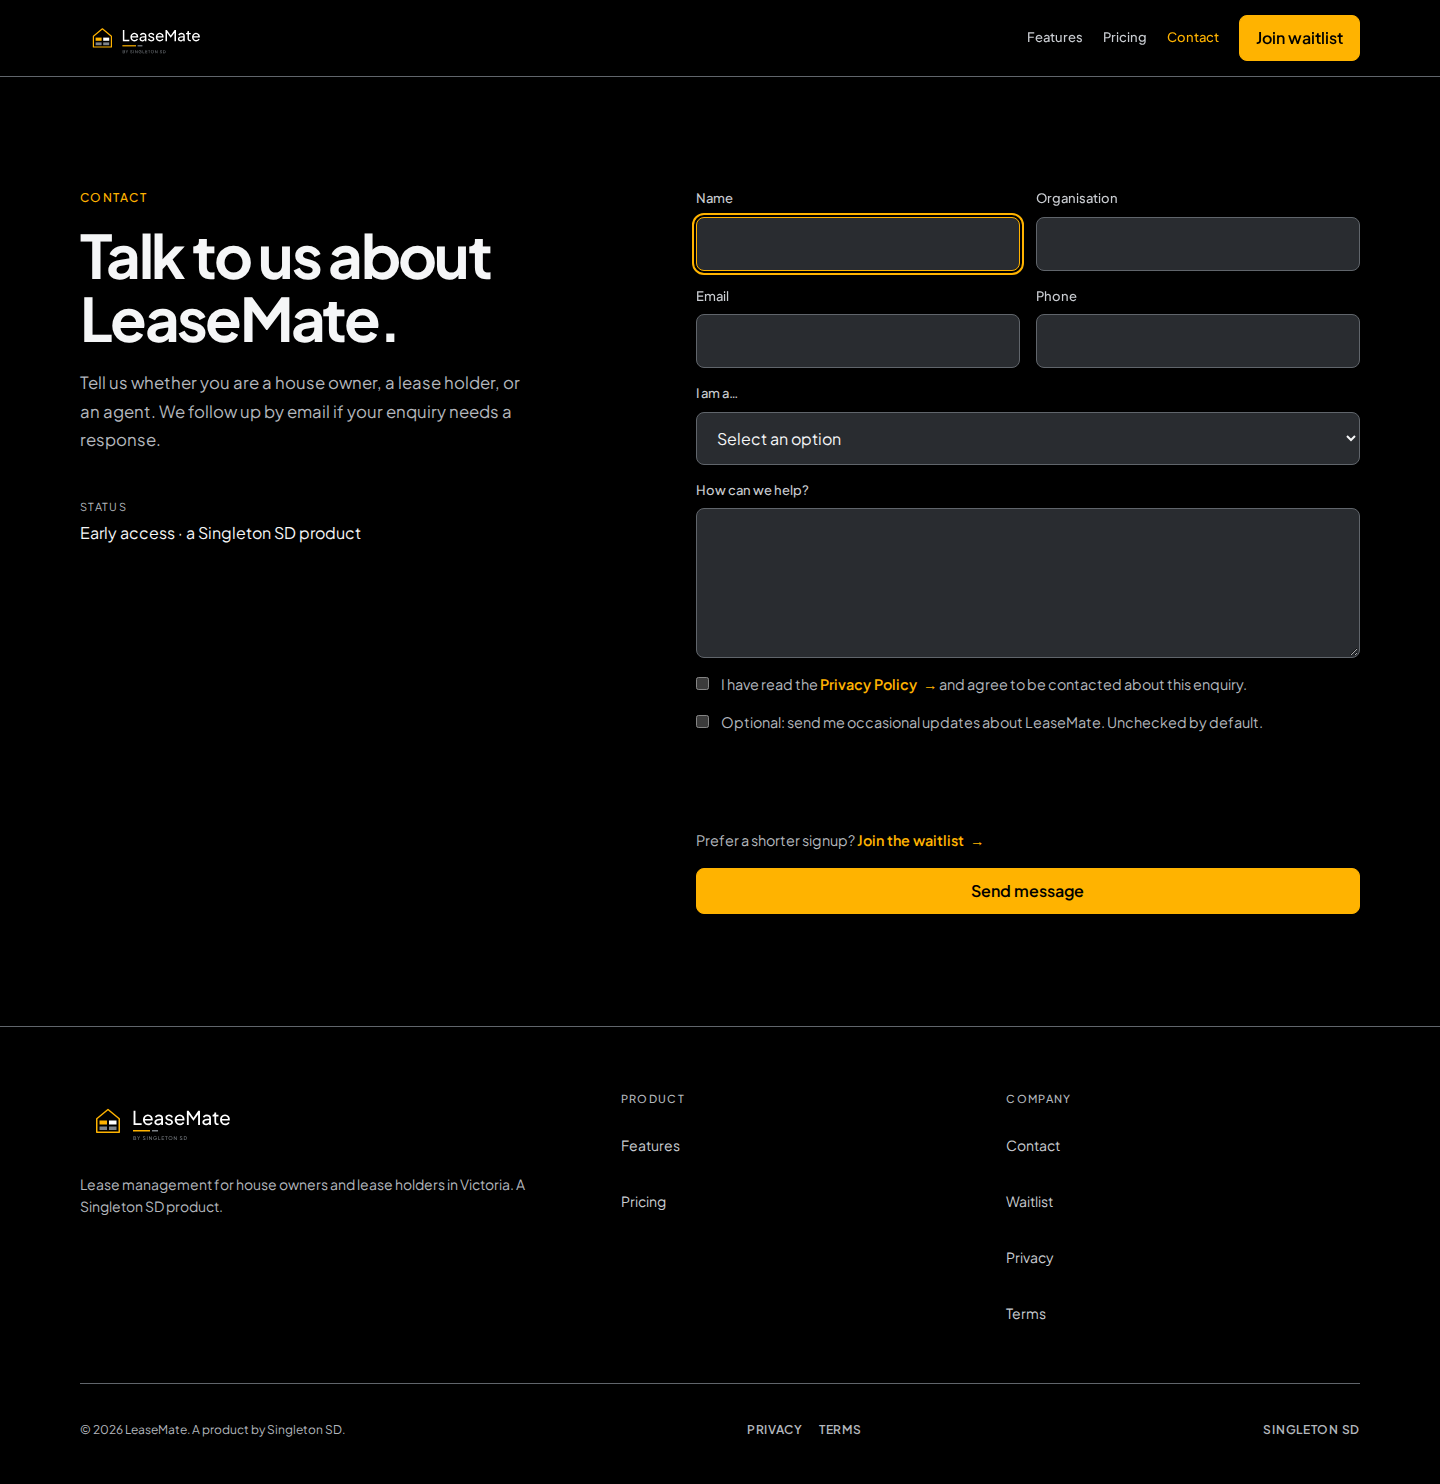 LeaseMate
BY SINGLETON SD
Features
Pricing
Contact
Join waitlist
CONTACT
Talk to us about
LeaseMate.
Tell us whether you are a house owner, a lease holder, or
an agent. We follow up by email if your enquiry needs a
response.
STATUS
Early access · a Singleton SD product
Name
Organisation
Email
Phone
I am a…
Select an option
How can we help?
I have read the Privacy Policy → and agree to be contacted about this enquiry.
Optional: send me occasional updates about LeaseMate. Unchecked by default.
Prefer a shorter signup? Join the waitlist →
Send message
LeaseMate
BY SINGLETON SD
Lease management for house owners and lease holders in Victoria. A
Singleton SD product.
PRODUCT
Features
Pricing
COMPANY
Contact
Waitlist
Privacy
Terms
© 2026 LeaseMate. A product by Singleton SD.
PRIVACY
TERMS
SINGLETON SD